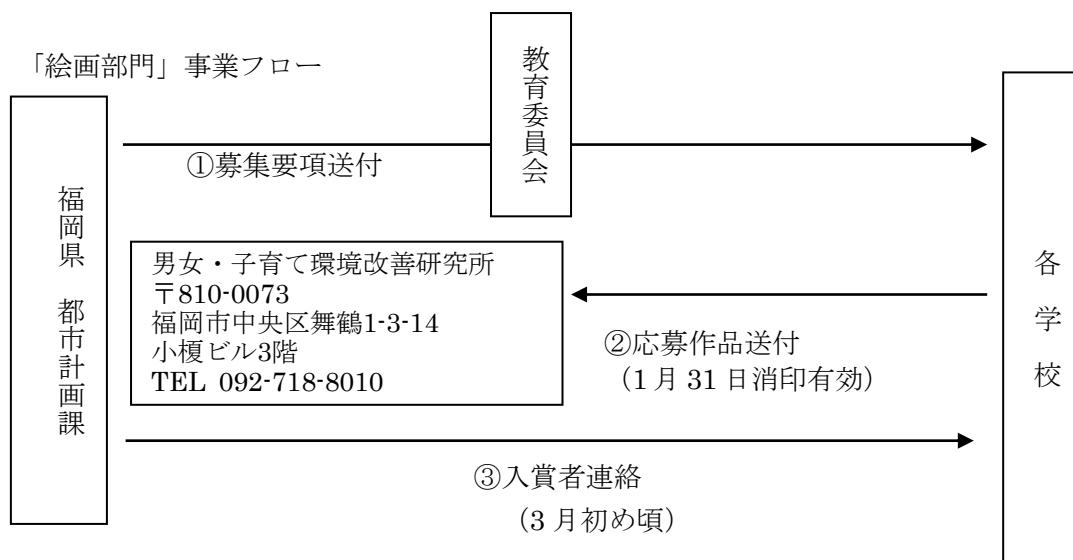 「絵画部門」事業フロー
教育委員会
①募集要項送付
福岡県 都市計画課
男女・子育て環境改善研究所
〒810-0073
福岡市中央区舞鶴1-3-14
小榎ビル3階
TEL 092-718-8010
②応募作品送付
（1月31日消印有効）
各学校
③入賞者連絡
（3月初め頃）